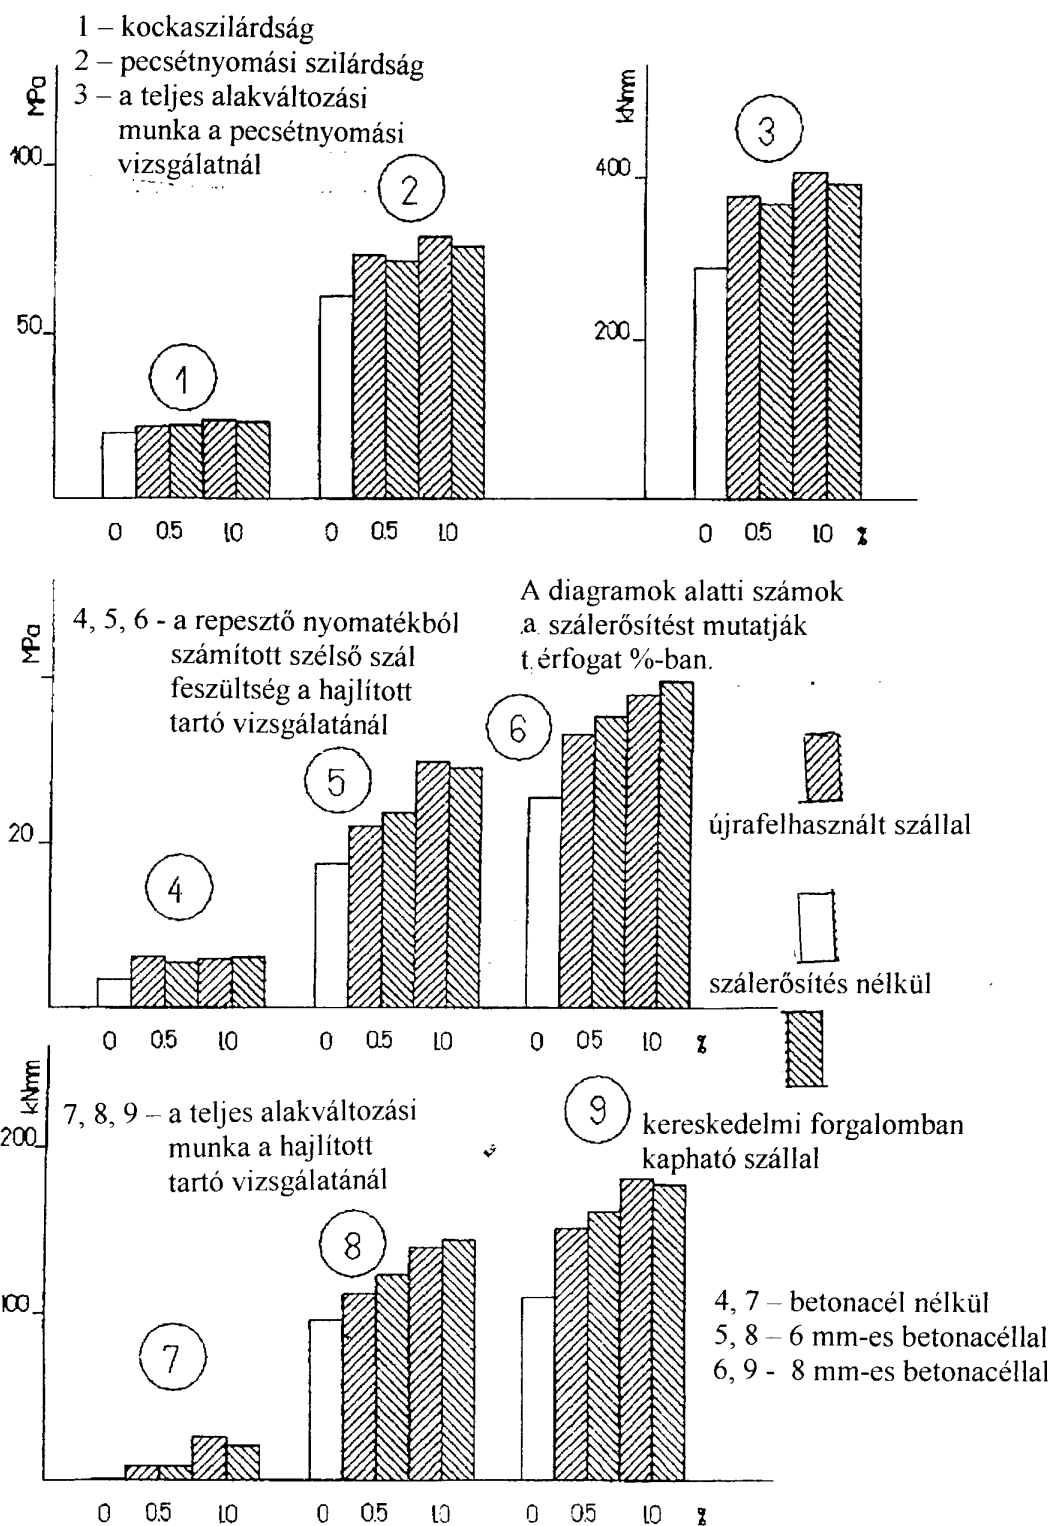 1 – kockaszilárdság
2 – pecsétnyomási szilárdság
3 – a teljes alakváltozási
munka a pecsétnyomási
vizsgálatnál
MPa
100
50
1
2
0 0.5 1.0
0 0.5 1.0
kNmm
400
200
3
0 0.5 1.0 %
4, 5, 6 - a repesztő nyomatékból
számított szélső szál
feszültség a hajlított
tartó vizsgálatánál
A diagramok alatti számok
a szálerősítést mutatják
térfogat %-ban.
MPa
20
4
5
6
0 0.5 1.0
0 0.5 1.0
0 05 1.0 %
újrafelhasznált szállal
szálerősítés nélkül
kereskedelmi forgalomban
kapható szállal
7, 8, 9 – a teljes alakváltozási
munka a hajlított
tartó vizsgálatánál
kNmm
200
100
7
8
9
0 0.5 1.0
0 0.5 1.0
0 0.5 1.0 %
4, 7 – betonacél nélkül
5, 8 – 6 mm-es betonacéllal
6, 9 - 8 mm-es betonacéllal